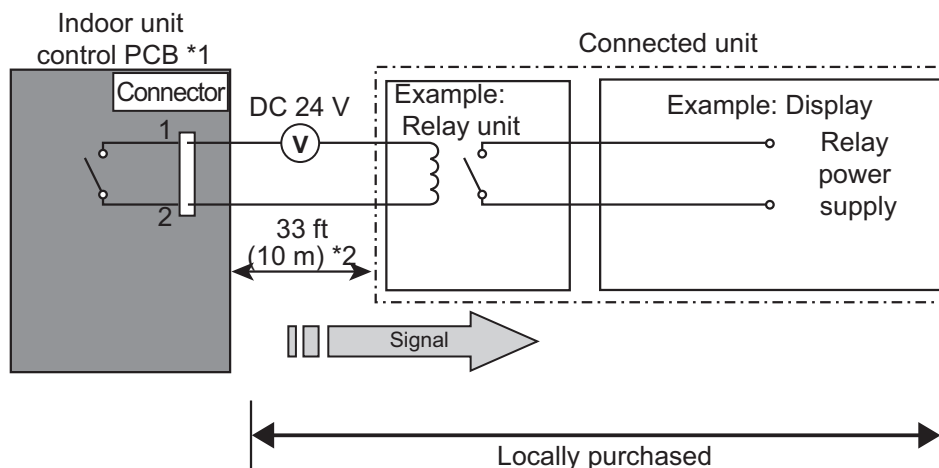 Indoor unit
control PCB *1
Connector
1
2
DC 24 V
V
33 ft
(10 m) *2
Connected unit
Example:
Relay unit
Example: Display
Relay
power
supply
Signal
Locally purchased